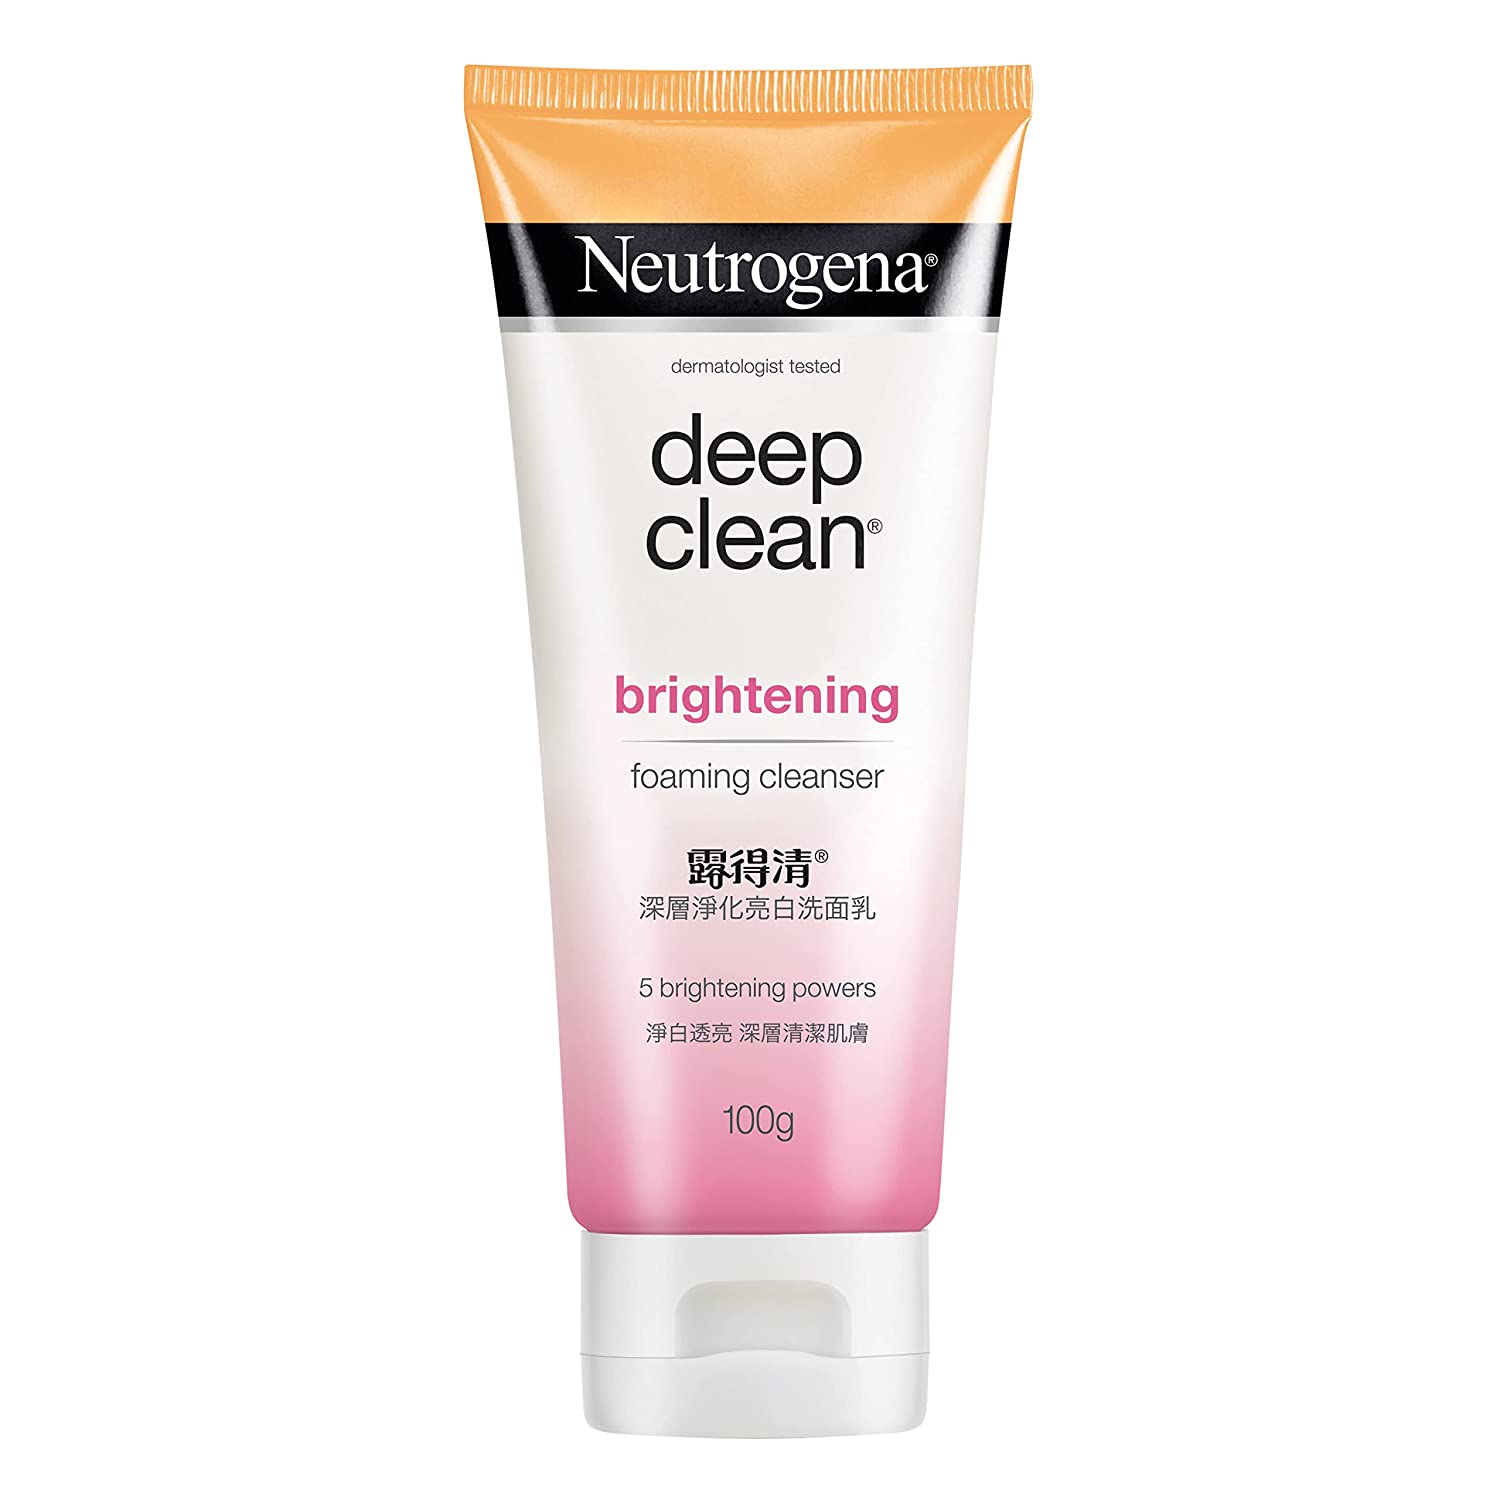 Neutrogena®
dermatologist tested
deep
clean®
brightening
foaming cleanser
露得清®
深層淨化亮白洗面乳
5 brightening powers
淨白透亮 深層清潔肌膚
100g